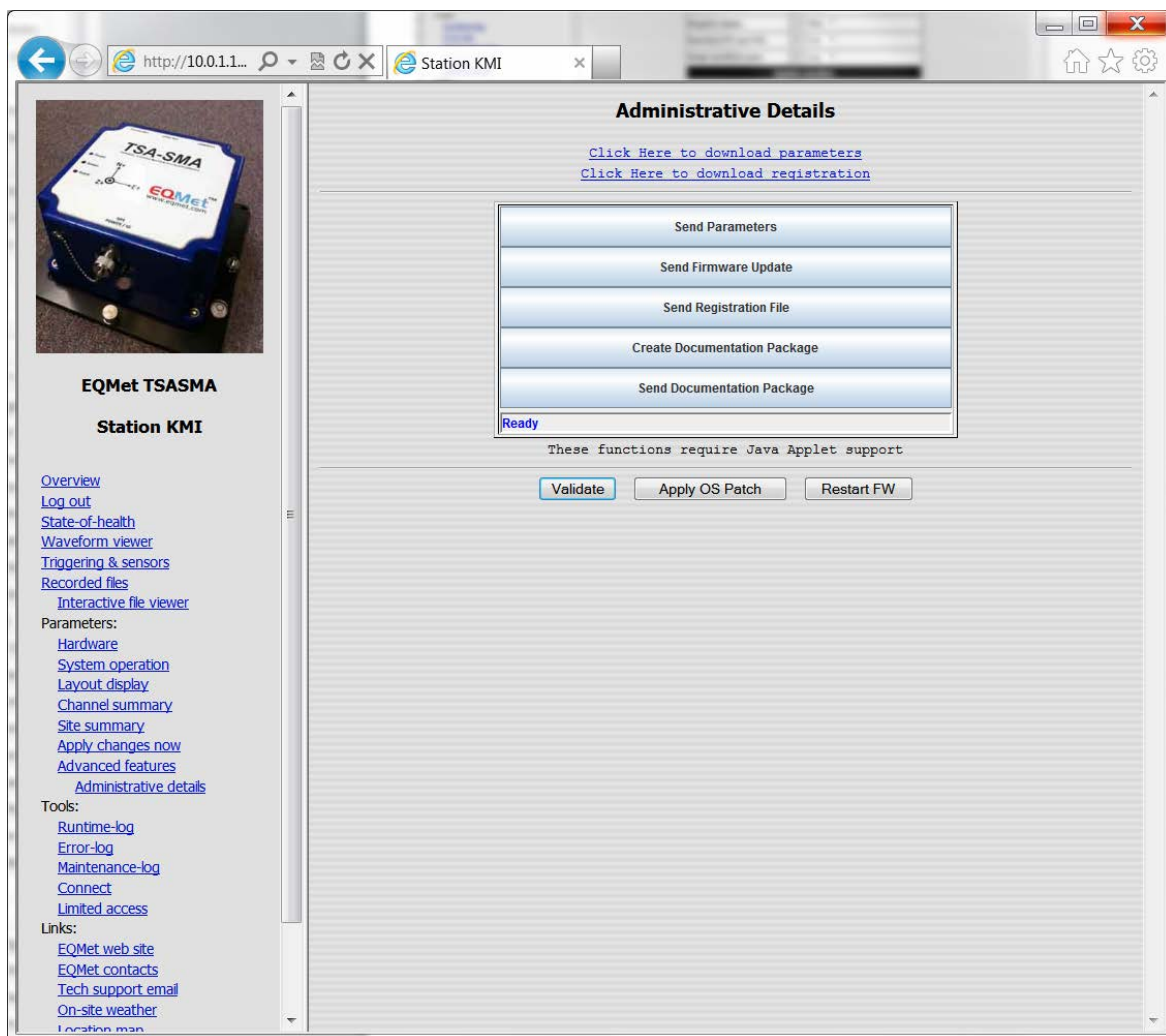 http://10.0.1.1...
Station KMI
TSA-SMA
EQMet™
www.eqmet.com
EQMet TSASMA
Station KMI
Overview
Log out
State-of-health
Waveform viewer
Triggering & sensors
Recorded files
Interactive file viewer
Parameters:
Hardware
System operation
Layout display
Channel summary
Site summary
Apply changes now
Advanced features
Administrative details
Tools:
Runtime-log
Error-log
Maintenance-log
Connect
Limited access
Links:
EQMet web site
EQMet contacts
Tech support email
On-site weather
Location map
Administrative Details
Click Here to download parameters
Click Here to download registration
Send Parameters
Send Firmware Update
Send Registration File
Create Documentation Package
Send Documentation Package
Ready
These functions require Java Applet support
Validate Apply OS Patch Restart FW